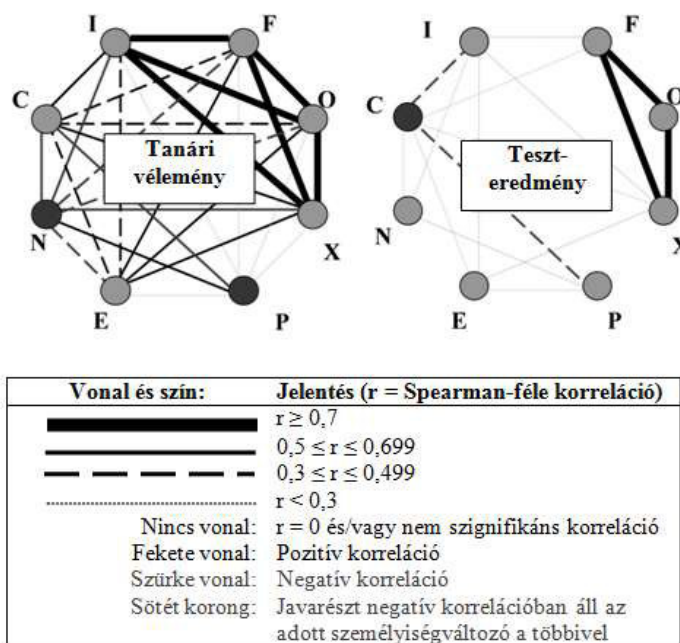 I F
C O
Tanári
vélemény
N X
E P
I F
C O
Teszt-
eredmény
N X
E P
Vonal és szín: Jelentés (r = Spearman-féle korreláció)
r ≥ 0,7
0,5 ≤ r ≤ 0,699
0,3 ≤ r ≤ 0,499
r < 0,3
Nincs vonal: r = 0 és/vagy nem szignifikáns korreláció
Fekete vonal: Pozitív korreláció
Szürke vonal: Negatív korreláció
Sötét korong: Javarészt negatív korrelációban áll az
adott személyiségváltozó a többivel